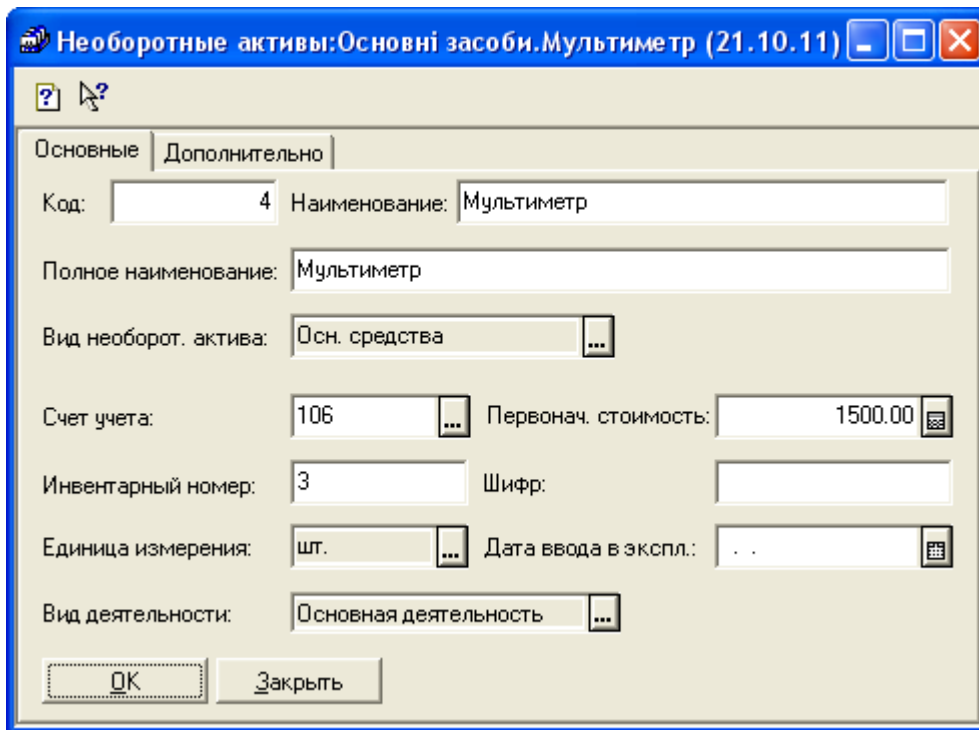 Необоротные активы:Основні засоби.Мультиметр (21.10.11)
Основные Дополнительно
Код: 4 Наименование: Мультиметр
Полное наименование: Мультиметр
Вид необорот. актива: Осн. средства ...
Счет учета: 106 ... Первонач. стоимость: 1500.00
Инвентарный номер: 3 Шифр:
Единица измерения: шт. ... Дата ввода в экспл.: . .
Вид деятельности: Основная деятельность ...
OK Закрыть